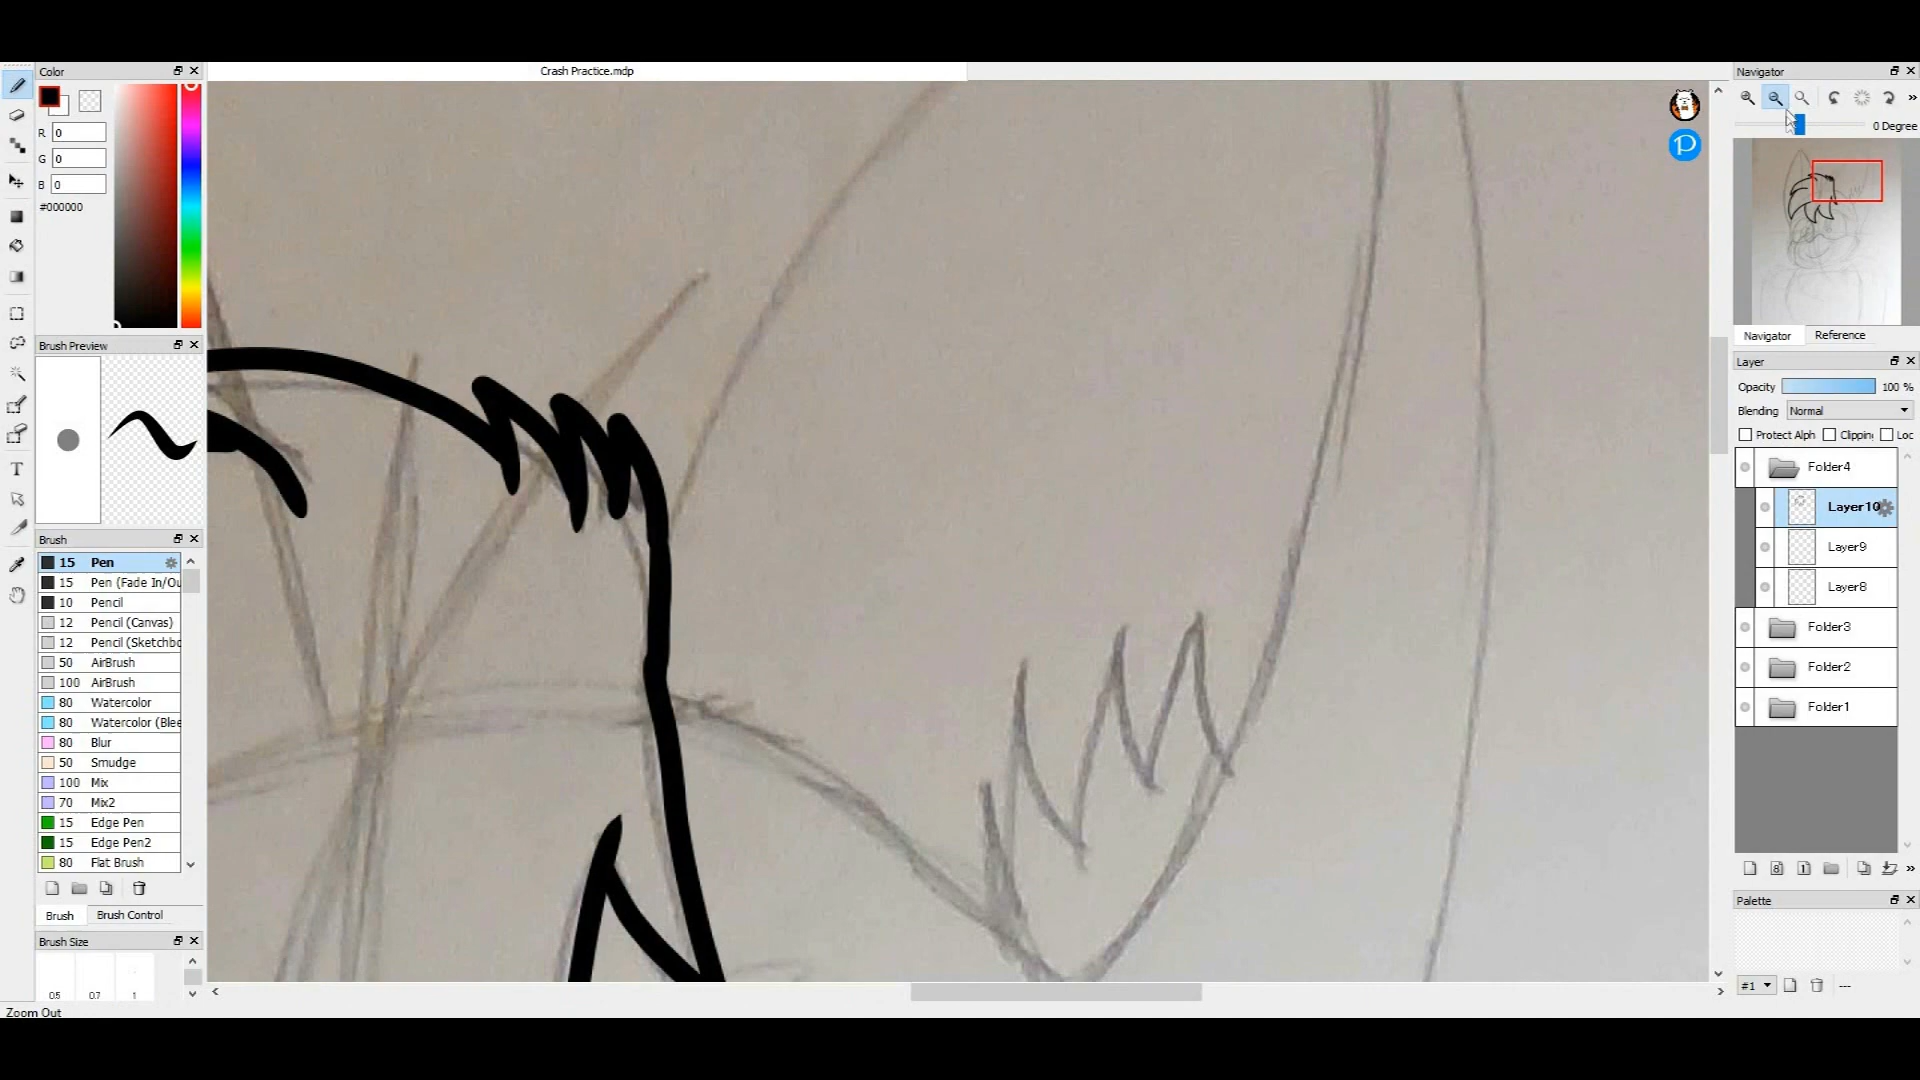 Color
Crash Practice.mdp
Navigator
R 0
G 0
B 0
#000000
0 Degree
Brush Preview
Navigator Reference
Layer
Opacity 100 %
Blending Normal
Protect Alph Clippin Loc
Folder4
Layer10
Layer9
Layer8
Folder3
Folder2
Folder1
Brush
15 Pen
15 Pen (Fade In/Ou
10 Pencil
12 Pencil (Canvas)
12 Pencil (Sketchbo
50 AirBrush
100 AirBrush
80 Watercolor
80 Watercolor (Blee
80 Blur
50 Smudge
100 Mix
70 Mix2
15 Edge Pen
15 Edge Pen2
80 Flat Brush
Brush Brush Control
Palette
Brush Size
0.5 0.7 1
#1 ---
Zoom Out